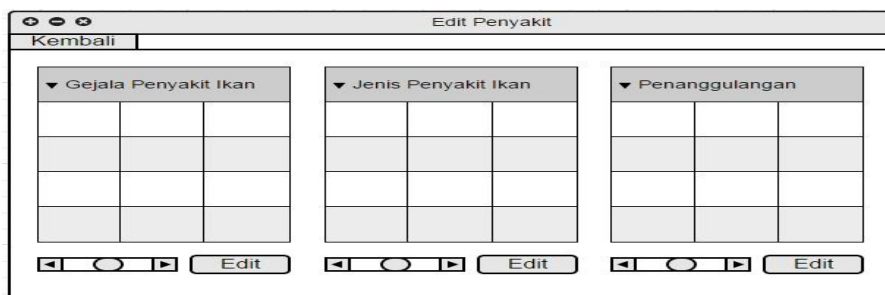 Edit Penyakit
Kembali
Gejala Penyakit Ikan
Jenis Penyakit Ikan
Penanggulangan
Edit
Edit
Edit